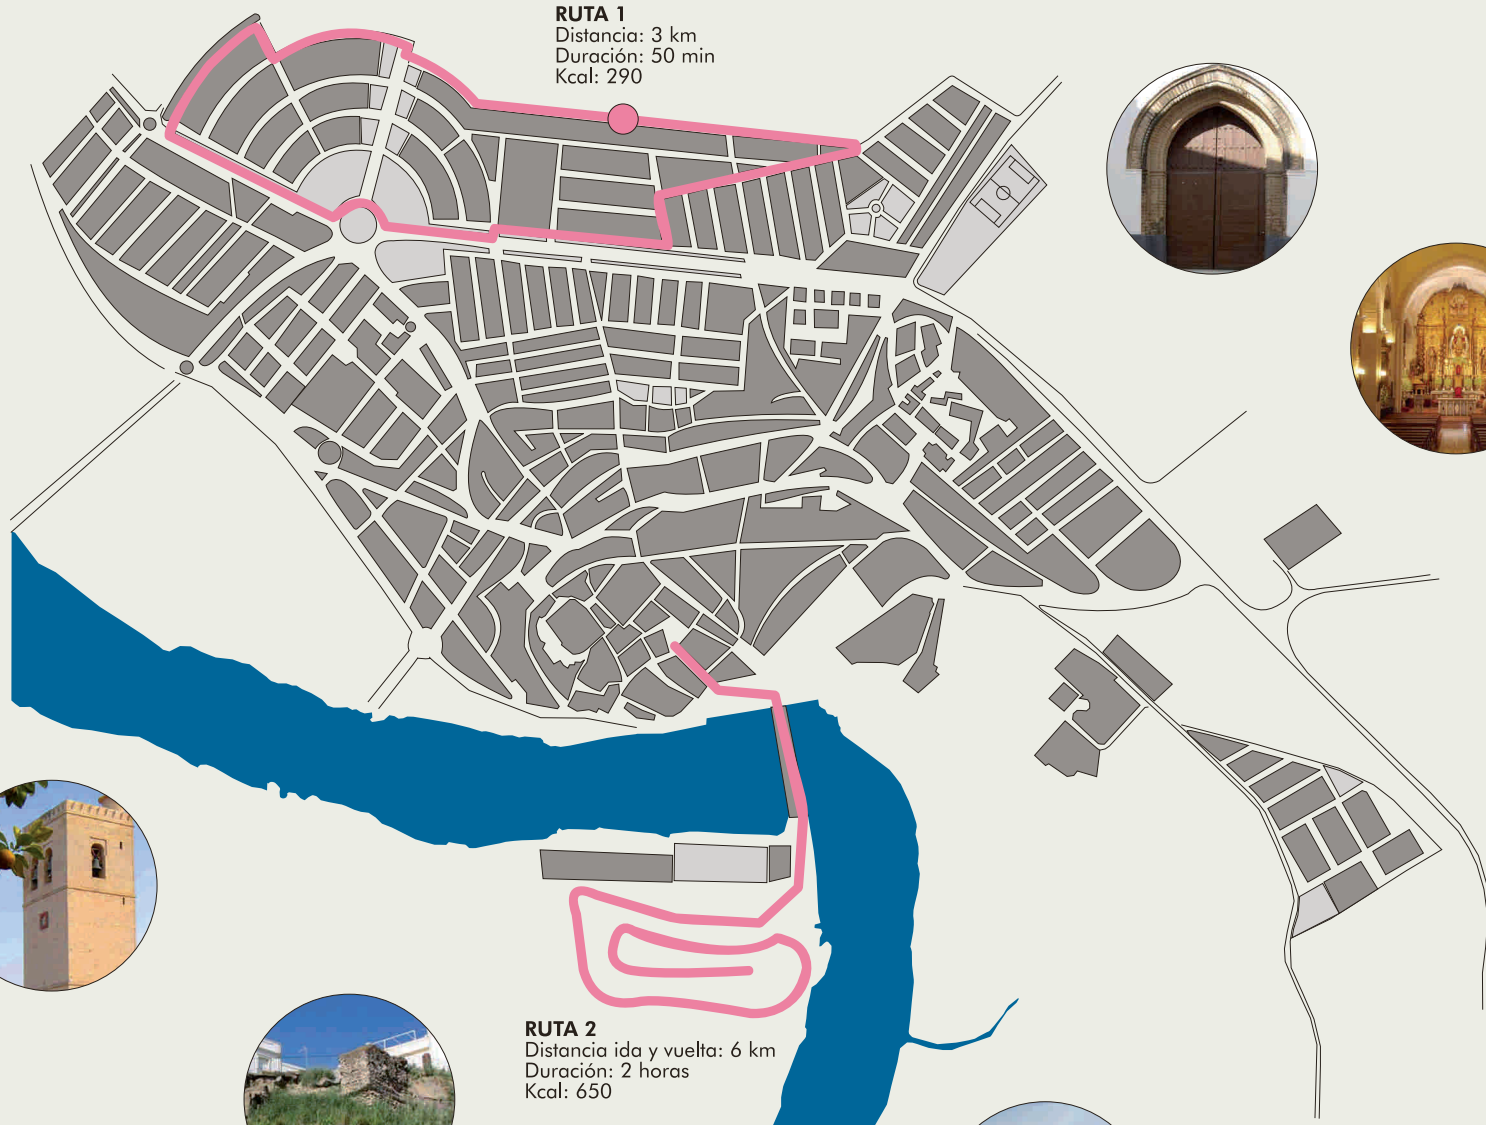 RUTA 1
Distancia: 3 km
Duración: 50 min
Kcal: 290
RUTA 2
Distancia ida y vuelta: 6 km
Duración: 2 horas
Kcal: 650